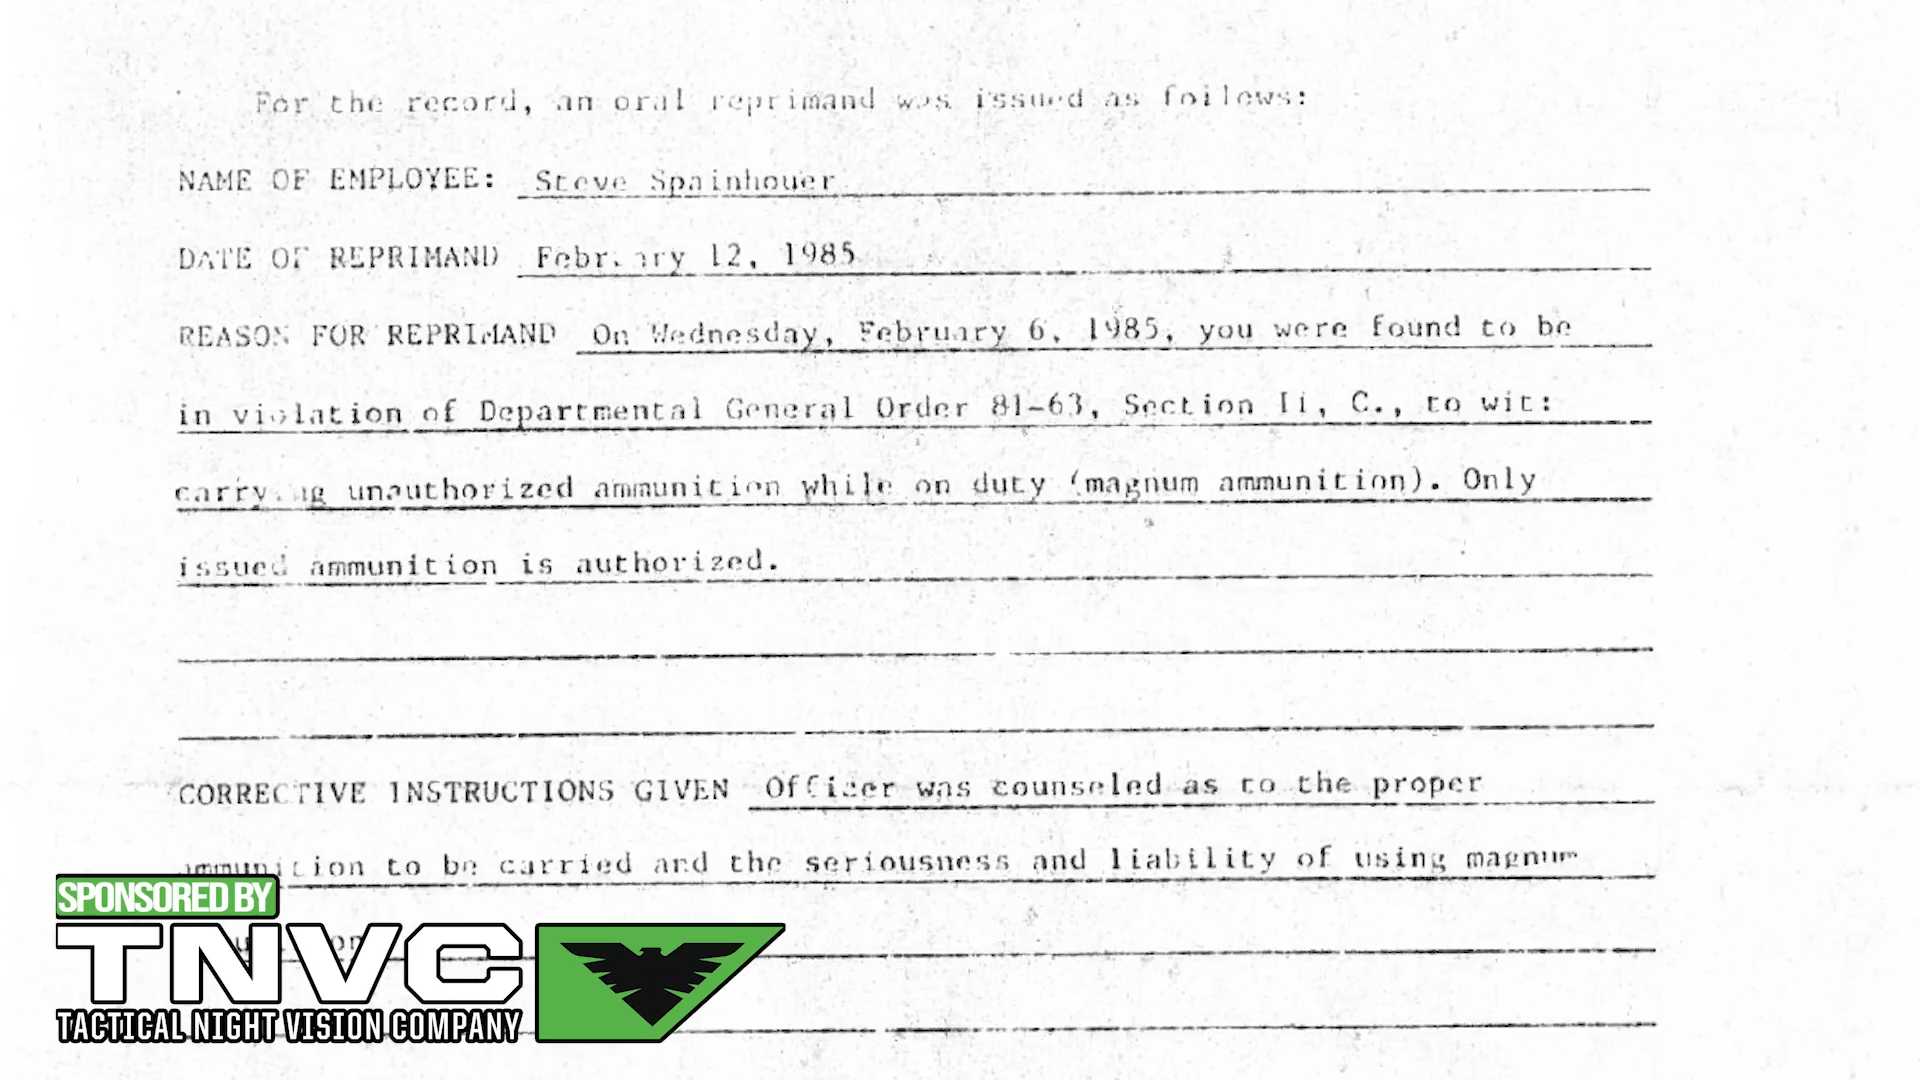 For the record, an oral reprimand was issued as follows:
NAME OF EMPLOYEE: Steve Spainhouer
DATE OF REPRIMAND February 12, 1985
REASON FOR REPRIMAND On Wednesday, February 6, 1985, you were found to be
in violation of Departmental General Order 81-63, Section II, C., to wit:
carrying unauthorized ammunition while on duty (magnum ammunition). Only
issued ammunition is authorized.
CORRECTIVE INSTRUCTIONS GIVEN Officer was counseled as to the proper
ammunition to be carried and the seriousness and liability of using magnum
SPONSORED BY
TNVC
TACTICAL NIGHT VISION COMPANY